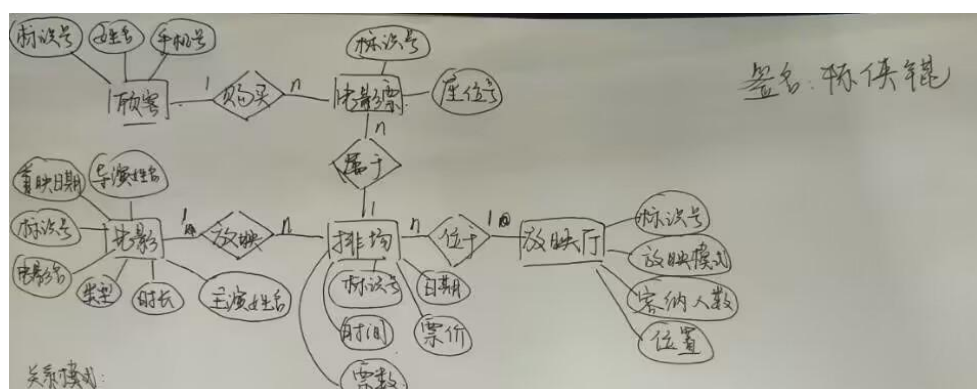 标识号 姓名 手机号 标识号
签名:
顾客 1 购买 n 电影票 座位号
n
属于
首映日期 导演姓名
1
标识号 标识号
电影 1 放映 n 排场 n 位于 1 放映厅
放映模式
电影名 类型 时长 主演姓名 标识号 日期
容纳人数
时间 票价 位置
票数
关系模式: